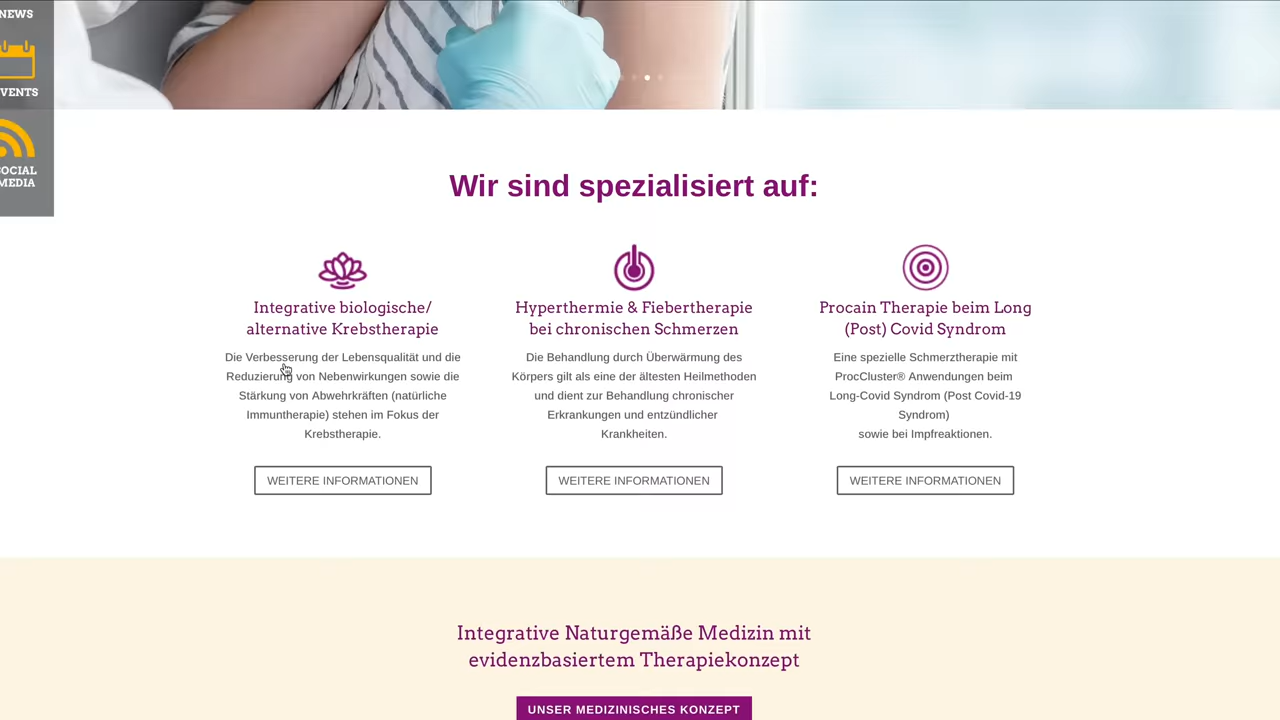 NEWS
VENTS
SOCIAL
MEDIA
Wir sind spezialisiert auf:
Integrative biologische/
alternative Krebstherapie
Die Verbesserung der Lebensqualität und die
Reduzierung von Nebenwirkungen sowie die
Stärkung von Abwehrkräften (natürliche
Immuntherapie) stehen im Fokus der
Krebstherapie.
WEITERE INFORMATIONEN
Hyperthermie & Fiebertherapie
bei chronischen Schmerzen
Die Behandlung durch Überwärmung des
Körpers gilt als eine der ältesten Heilmethoden
und dient zur Behandlung chronischer
Erkrankungen und entzündlicher
Krankheiten.
WEITERE INFORMATIONEN
Procain Therapie beim Long
(Post) Covid Syndrom
Eine spezielle Schmerztherapie mit
ProcCluster® Anwendungen beim
Long-Covid Syndrom (Post Covid-19
Syndrom)
sowie bei Impfreaktionen.
WEITERE INFORMATIONEN
Integrative Naturgemäße Medizin mit
evidenzbasiertem Therapiekonzept
UNSER MEDIZINISCHES KONZEPT